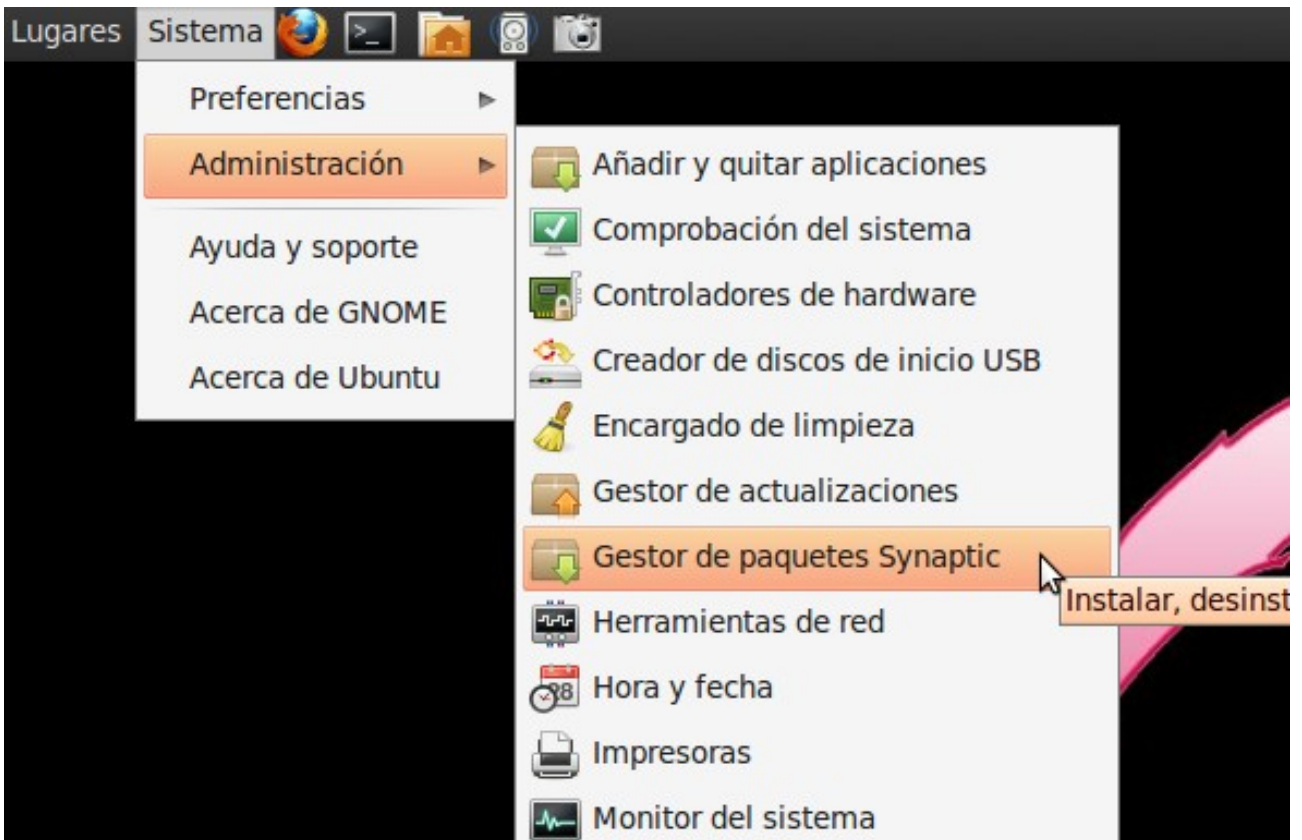 Lugares Sistema
Preferencias
Administración
Ayuda y soporte
Acerca de GNOME
Acerca de Ubuntu
Añadir y quitar aplicaciones
Comprobación del sistema
Controladores de hardware
Creador de discos de inicio USB
Encargado de limpieza
Gestor de actualizaciones
Gestor de paquetes Synaptic
Instalar, desinst
Herramientas de red
Hora y fecha
Impresoras
Monitor del sistema